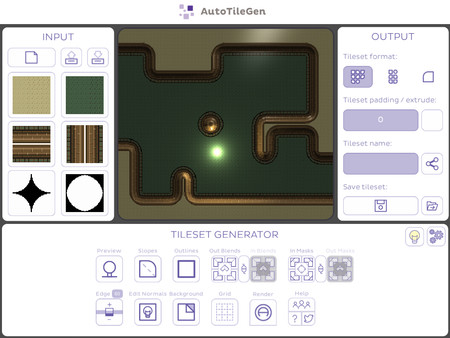 AutoTileGen
INPUT
OUTPUT
Tileset format:
Tileset padding / extrude:
0
Tileset name:
Save tileset:
TILESET GENERATOR
Preview Scopes Outlines Out Blends In Blends In Masks Out Masks
Edge Edit Normals Background Grid Render Help
?